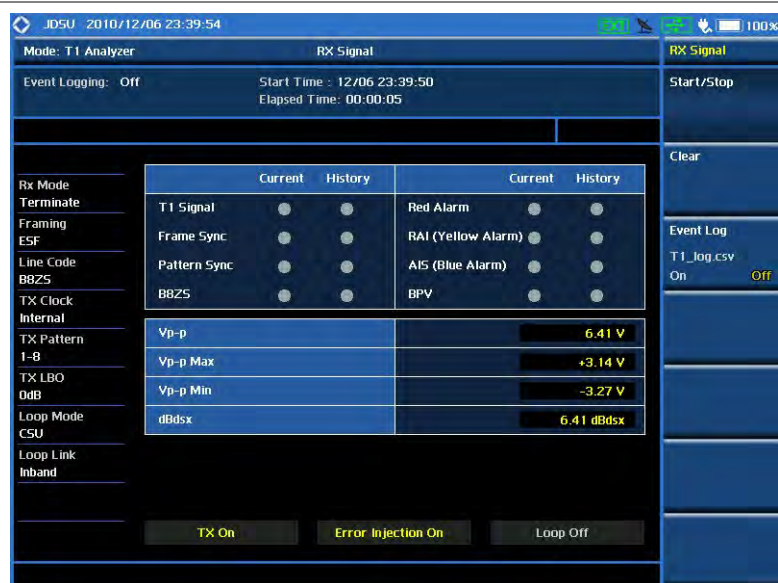 JDSU 2010/12/06 23:39:54 100%
Mode: T1 Analyzer RX Signal
Event Logging: Off
Start Time : 12/06 23:39:50
Elapsed Time: 00:00:05
Rx Mode
Terminate
Framing
ESF
Line Code
B8ZS
TX Clock
Internal
TX Pattern
1-8
TX LBO
0dB
Loop Mode
CSU
Loop Link
Inband
Current History Current History
T1 Signal Red Alarm
Frame Sync RAI (Yellow Alarm)
Pattern Sync AIS (Blue Alarm)
B8ZS BPV
Vp-p 6.41 V
Vp-p Max +3.14 V
Vp-p Min -3.27 V
dBdsx 6.41 dBdsx
TX On Error Injection On Loop Off
RX Signal
Start/Stop
Clear
Event Log
T1_log.csv
On Off